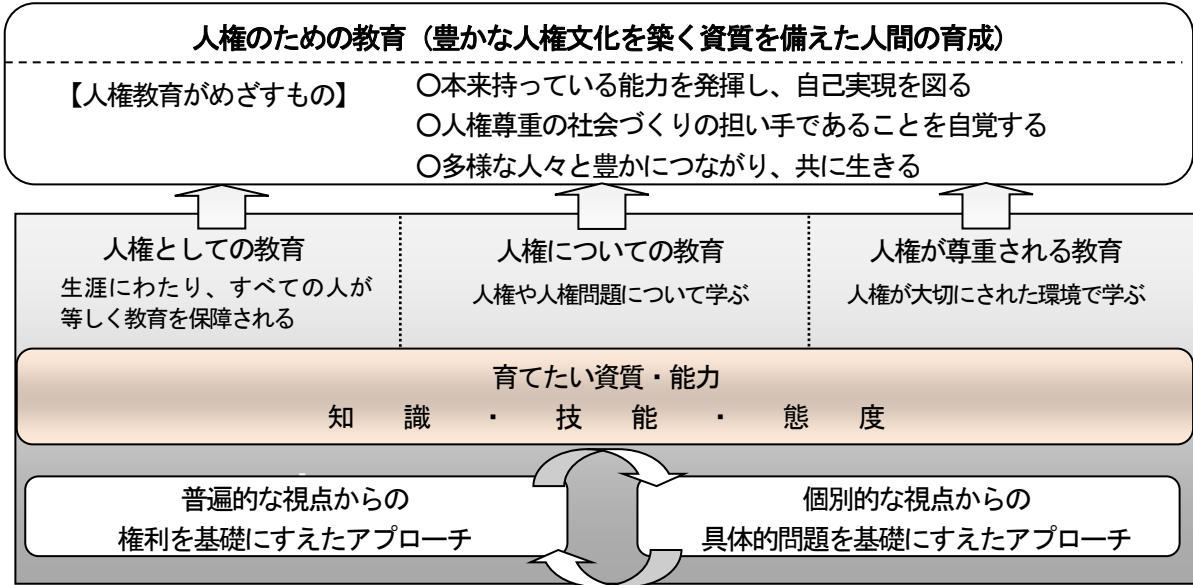 人権のための教育（豊かな人権文化を築く資質を備えた人間の育成）
【人権教育がめざすもの】
○本来持っている能力を発揮し、自己実現を図る
○人権尊重の社会づくりの担い手であることを自覚する
○多様な人々と豊かにつながり、共に生きる
人権としての教育
生涯にわたり、すべての人が
等しく教育を保障される
人権についての教育
人権や人権問題について学ぶ
人権が尊重される教育
人権が大切にされた環境で学ぶ
育てたい資質・能力
知　識　・　技　能　・　態　度
普遍的な視点からの
権利を基礎にすえたアプローチ
個別的な視点からの
具体的問題を基礎にすえたアプローチ